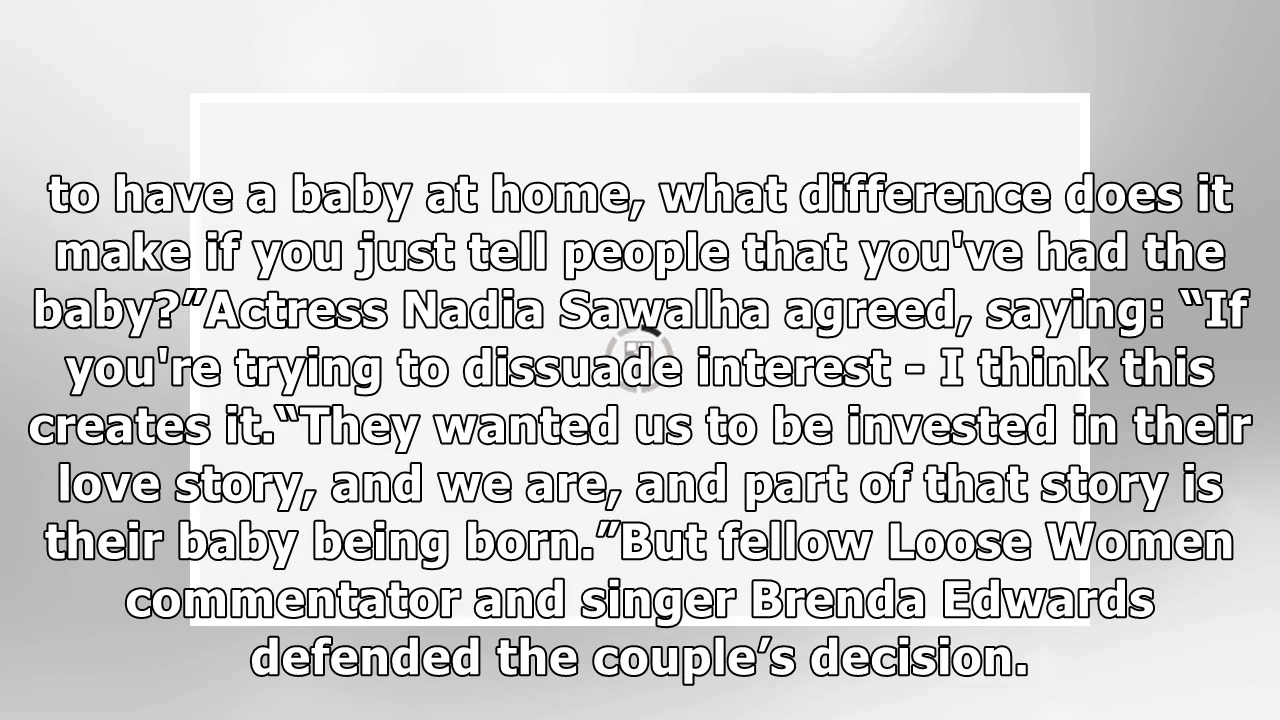 to have a baby at home, what difference does it
make if you just tell people that you've had the
baby?”Actress Nadia Sawalha agreed, saying: “If
you're trying to dissuade interest - I think this
creates it.“They wanted us to be invested in their
love story, and we are, and part of that story is
their baby being born.”But fellow Loose Women
commentator and singer Brenda Edwards
defended the couple’s decision.